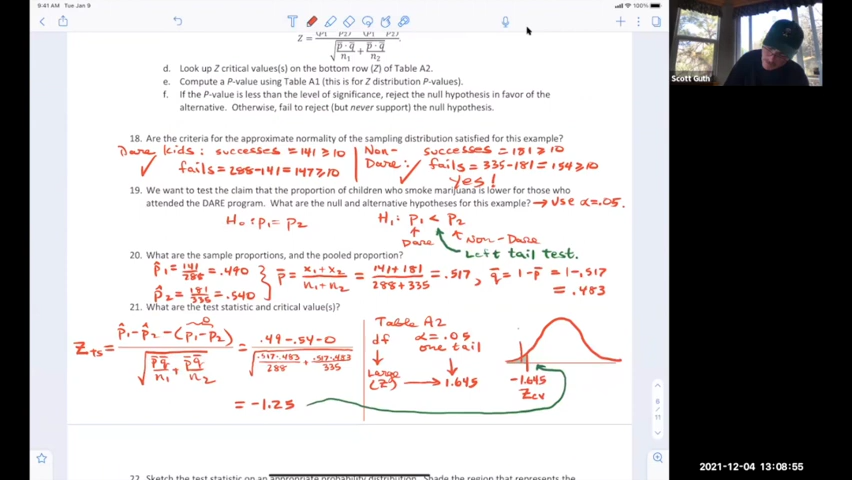 9:41 AM Tue Jan 9
100%
Scott Guth
Z =
n₁ n₂
d. Look up Z critical values(s) on the bottom row (Z) of Table A2.
e. Compute a P-value using Table A1 (this is for Z distribution P-values).
f. If the P-value is less than the level of significance, reject the null hypothesis in favor of the
alternative. Otherwise, fail to reject (but never support) the null hypothesis.
18. Are the criteria for the approximate normality of the sampling distribution satisfied for this example?
Dare kids: successes = 141 ≥ 10
✓ fails = 288-141 = 147 ≥ 10
Non-Dare: successes = 181 ≥ 10
✓ fails = 335-181 = 154 ≥ 10
Yes!
19. We want to test the claim that the proportion of children who smoke marijuana is lower for those who
attended the DARE program. What are the null and alternative hypotheses for this example? → Use α=.05.
H₀: p₁ = p₂ H₁: p₁ < p₂
↑ Dare ↖ Non-Dare
Left tail test.
20. What are the sample proportions, and the pooled proportion?
p̂₁ = 141/288 = .490
p̂₂ = 181/335 = .540
p̄ = (x₁+x₂)/(n₁+n₂) = (141+181)/(288+335) = .517, q̄ = 1-p̄ = 1-.517
= .483
21. What are the test statistic and critical value(s)?
0
Z_TS = (p̂₁-p̂₂-(p₁-p₂))/√(p̄q̄/n₁ + p̄q̄/n₂) = (.49-.54-0)/√(.517·.483/288 + .517·.483/335)
= -1.25
Table A2
df α = .05
one tail
↓ ↓
Large
(Z) → 1.645
-1.645
Z_CV
22. Sketch the test statistic on an appropriate probability distribution. Shade the region that represents the
8
11
2021-12-04 13:08:55